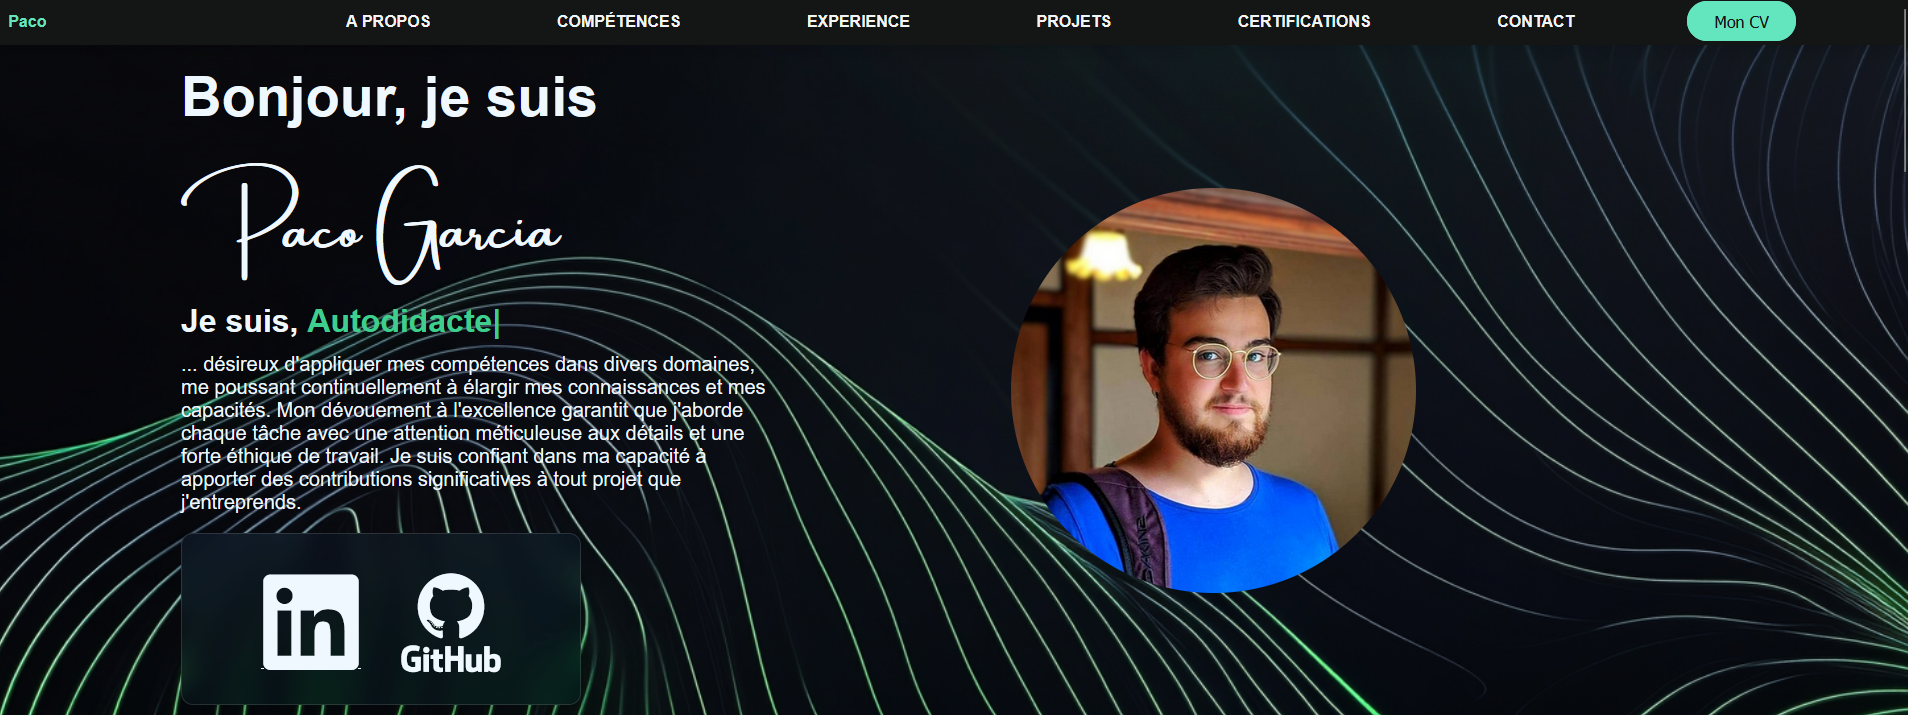 Paco
A PROPOS
COMPÉTENCES
EXPERIENCE
PROJETS
CERTIFICATIONS
CONTACT
Mon CV
Bonjour, je suis
Paco Garcia
Je suis, Autodidacte|
... désireux d'appliquer mes compétences dans divers domaines,
me poussant continuellement à élargir mes connaissances et mes
capacités. Mon dévouement à l'excellence garantit que j'aborde
chaque tâche avec une attention méticuleuse aux détails et une
forte éthique de travail. Je suis confiant dans ma capacité à
apporter des contributions significatives à tout projet que
j'entreprends.
in
GitHub
DAKINE